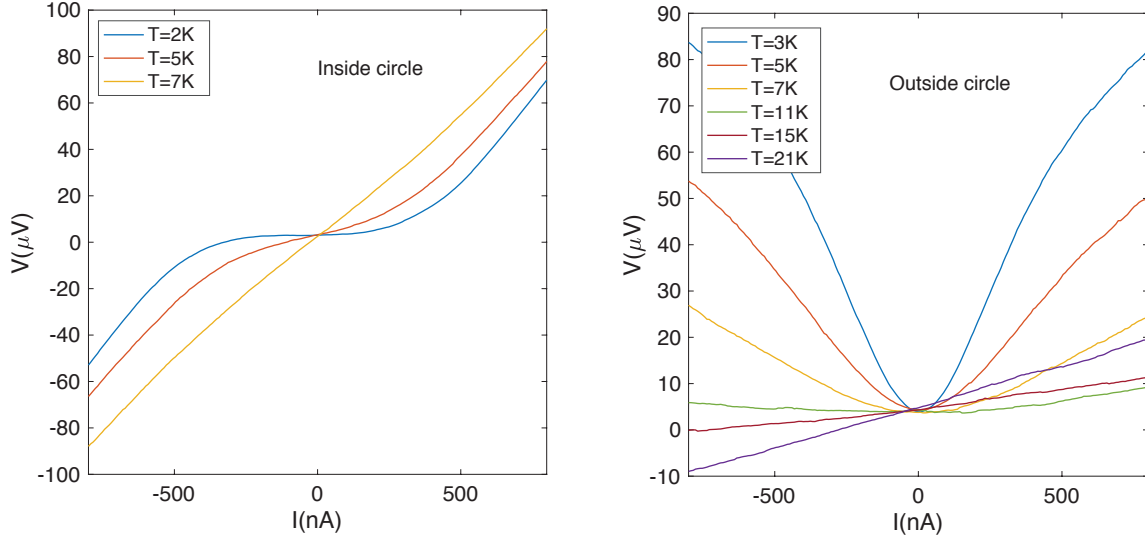 100
80
60
40
20
0
-20
-40
-60
-80
-100
V(μV)
T=2K
T=5K
T=7K
Inside circle
-500
0
500
I(nA)
90
80
70
60
50
40
30
20
10
0
-10
V(μV)
T=3K
T=5K
T=7K
T=11K
T=15K
T=21K
Outside circle
-500
0
500
I(nA)